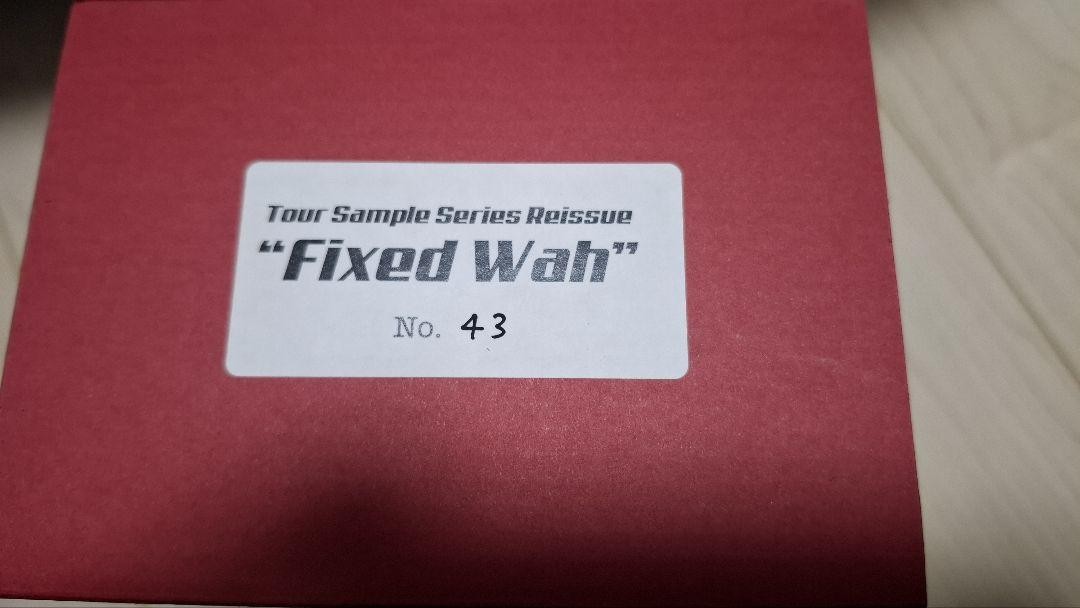 Tour Sample Series Reissue
“Fixed Wah”
No. 43